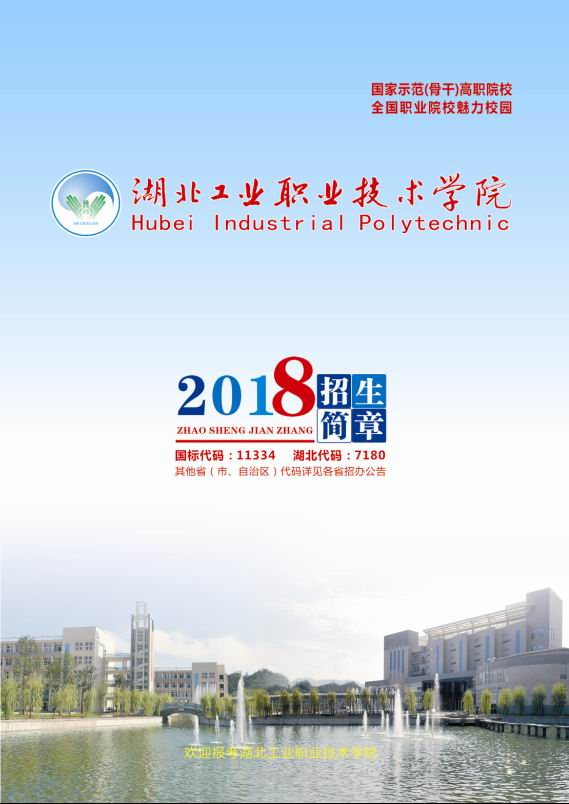 国家示范(骨干)高职院校
全国职业院校魅力校园
湖北工业职业技术学院
Hubei Industrial Polytechnic
2018招生
简章
ZHAO SHENG JIAN ZHANG
国标代码：11334 湖北代码：7180
其他省（市、自治区）代码详见各省招办公告
欢迎报考湖北工业职业技术学院